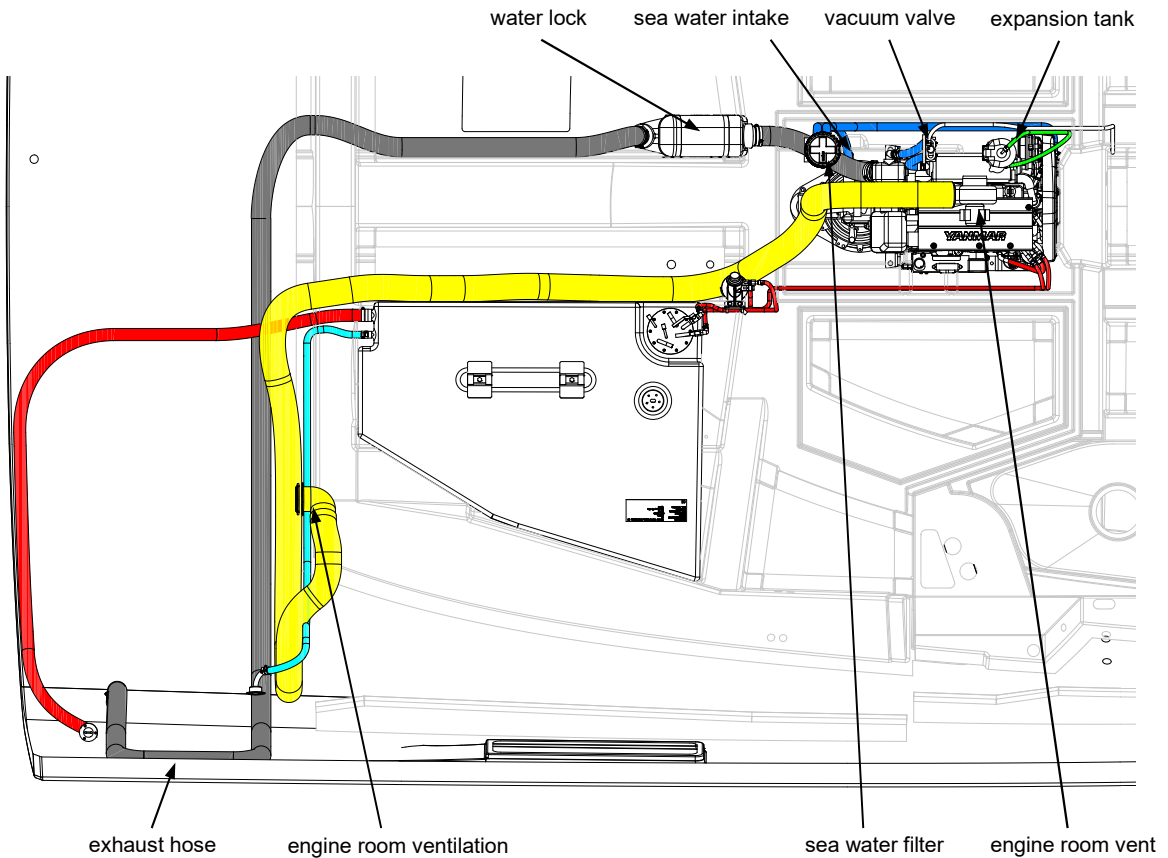 water lock
sea water intake
vacuum valve
expansion tank
YANMAR
exhaust hose
engine room ventilation
sea water filter
engine room vent